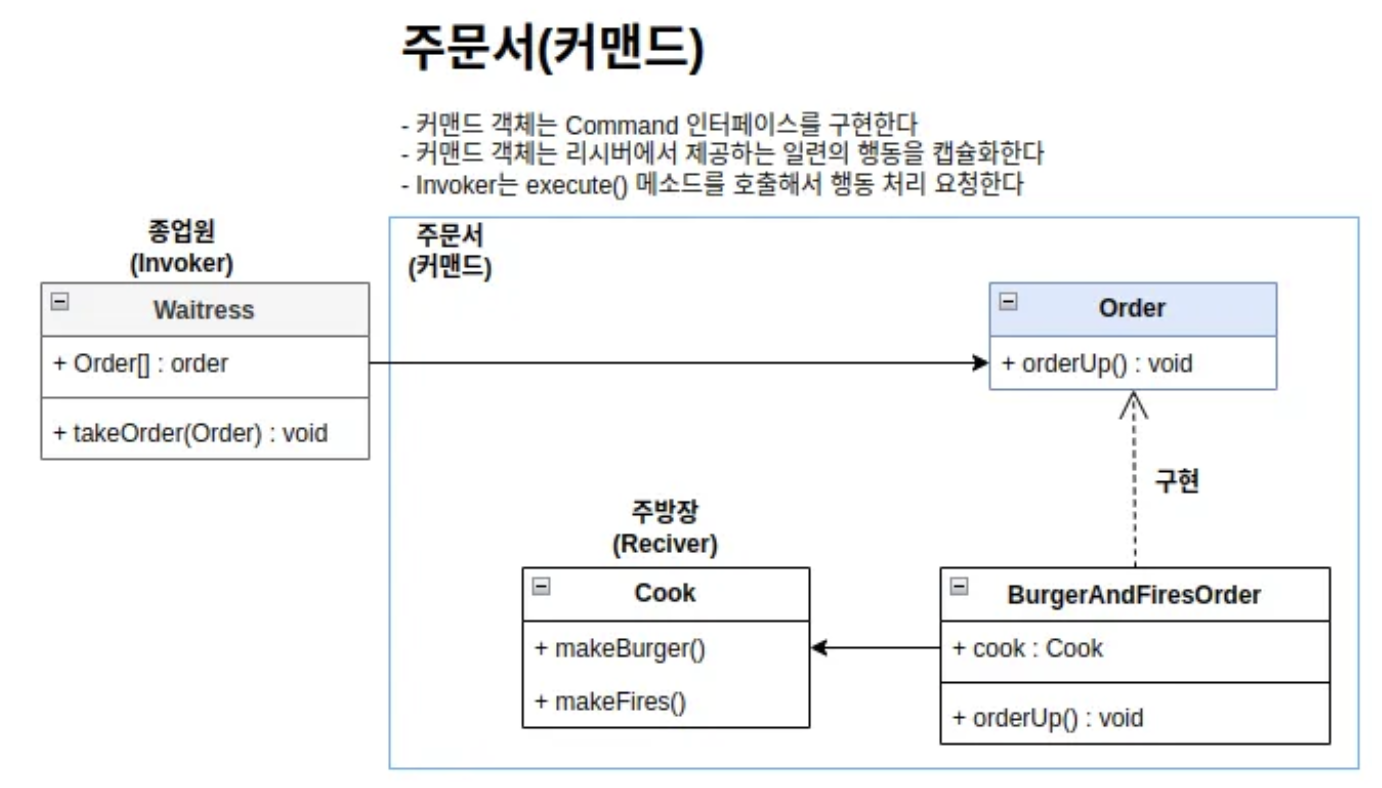 주문서(커맨드)
- 커맨드 객체는 Command 인터페이스를 구현한다
- 커맨드 객체는 리시버에서 제공하는 일련의 행동을 캡슐화한다
- Invoker는 execute() 메소드를 호출해서 행동 처리 요청한다
종업원
(Invoker)
Waitress
+ Order[] : order
+ takeOrder(Order) : void
주문서
(커맨드)
Order
+ orderUp() : void
구현
주방장
(Reciver)
Cook
+ makeBurger()
+ makeFires()
BurgerAndFiresOrder
+ cook : Cook
+ orderUp() : void